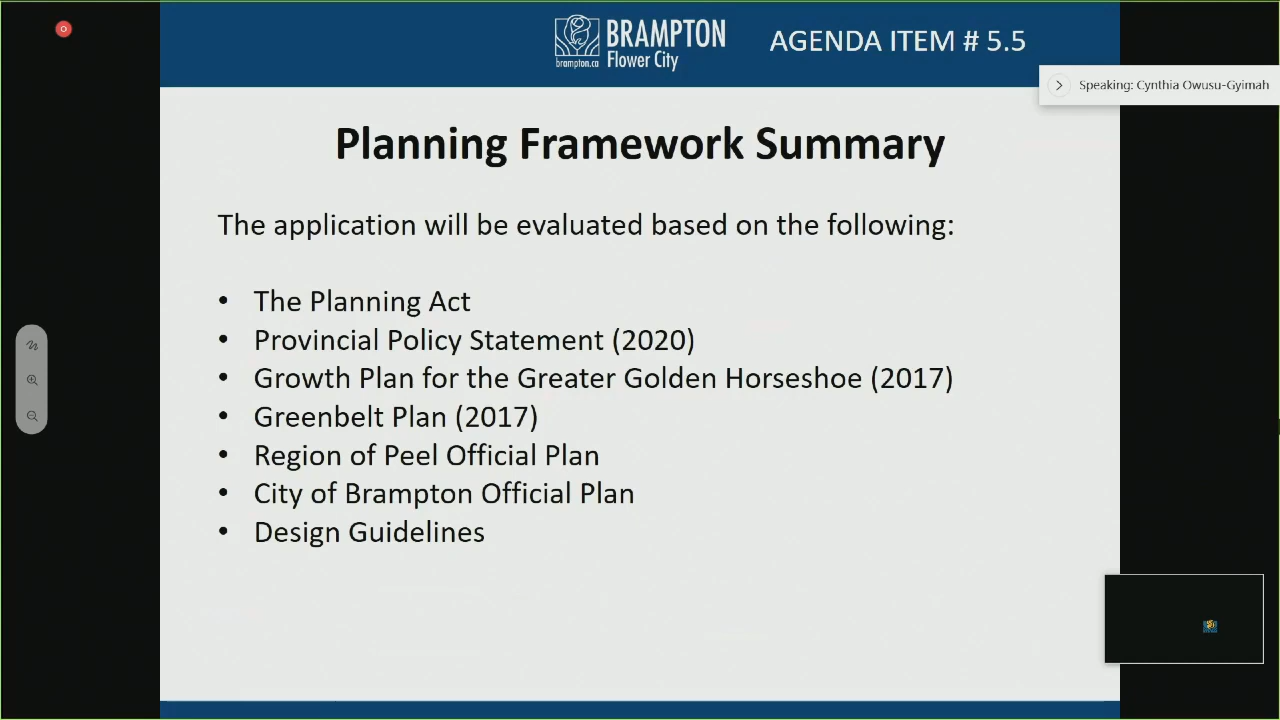 BRAMPTON
brampton.ca
Flower City
AGENDA ITEM # 5.5
Speaking: Cynthia Owusu-Gyimah
Planning Framework Summary
The application will be evaluated based on the following:
• The Planning Act
• Provincial Policy Statement (2020)
• Growth Plan for the Greater Golden Horseshoe (2017)
• Greenbelt Plan (2017)
• Region of Peel Official Plan
• City of Brampton Official Plan
• Design Guidelines